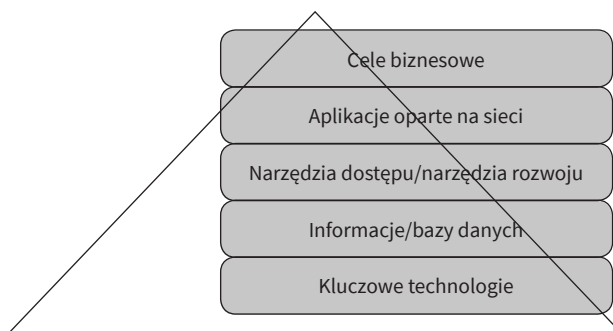 Cele biznesowe
Aplikacje oparte na sieci
Narzędzia dostępu/narzędzia rozwoju
Informacje/bazy danych
Kluczowe technologie